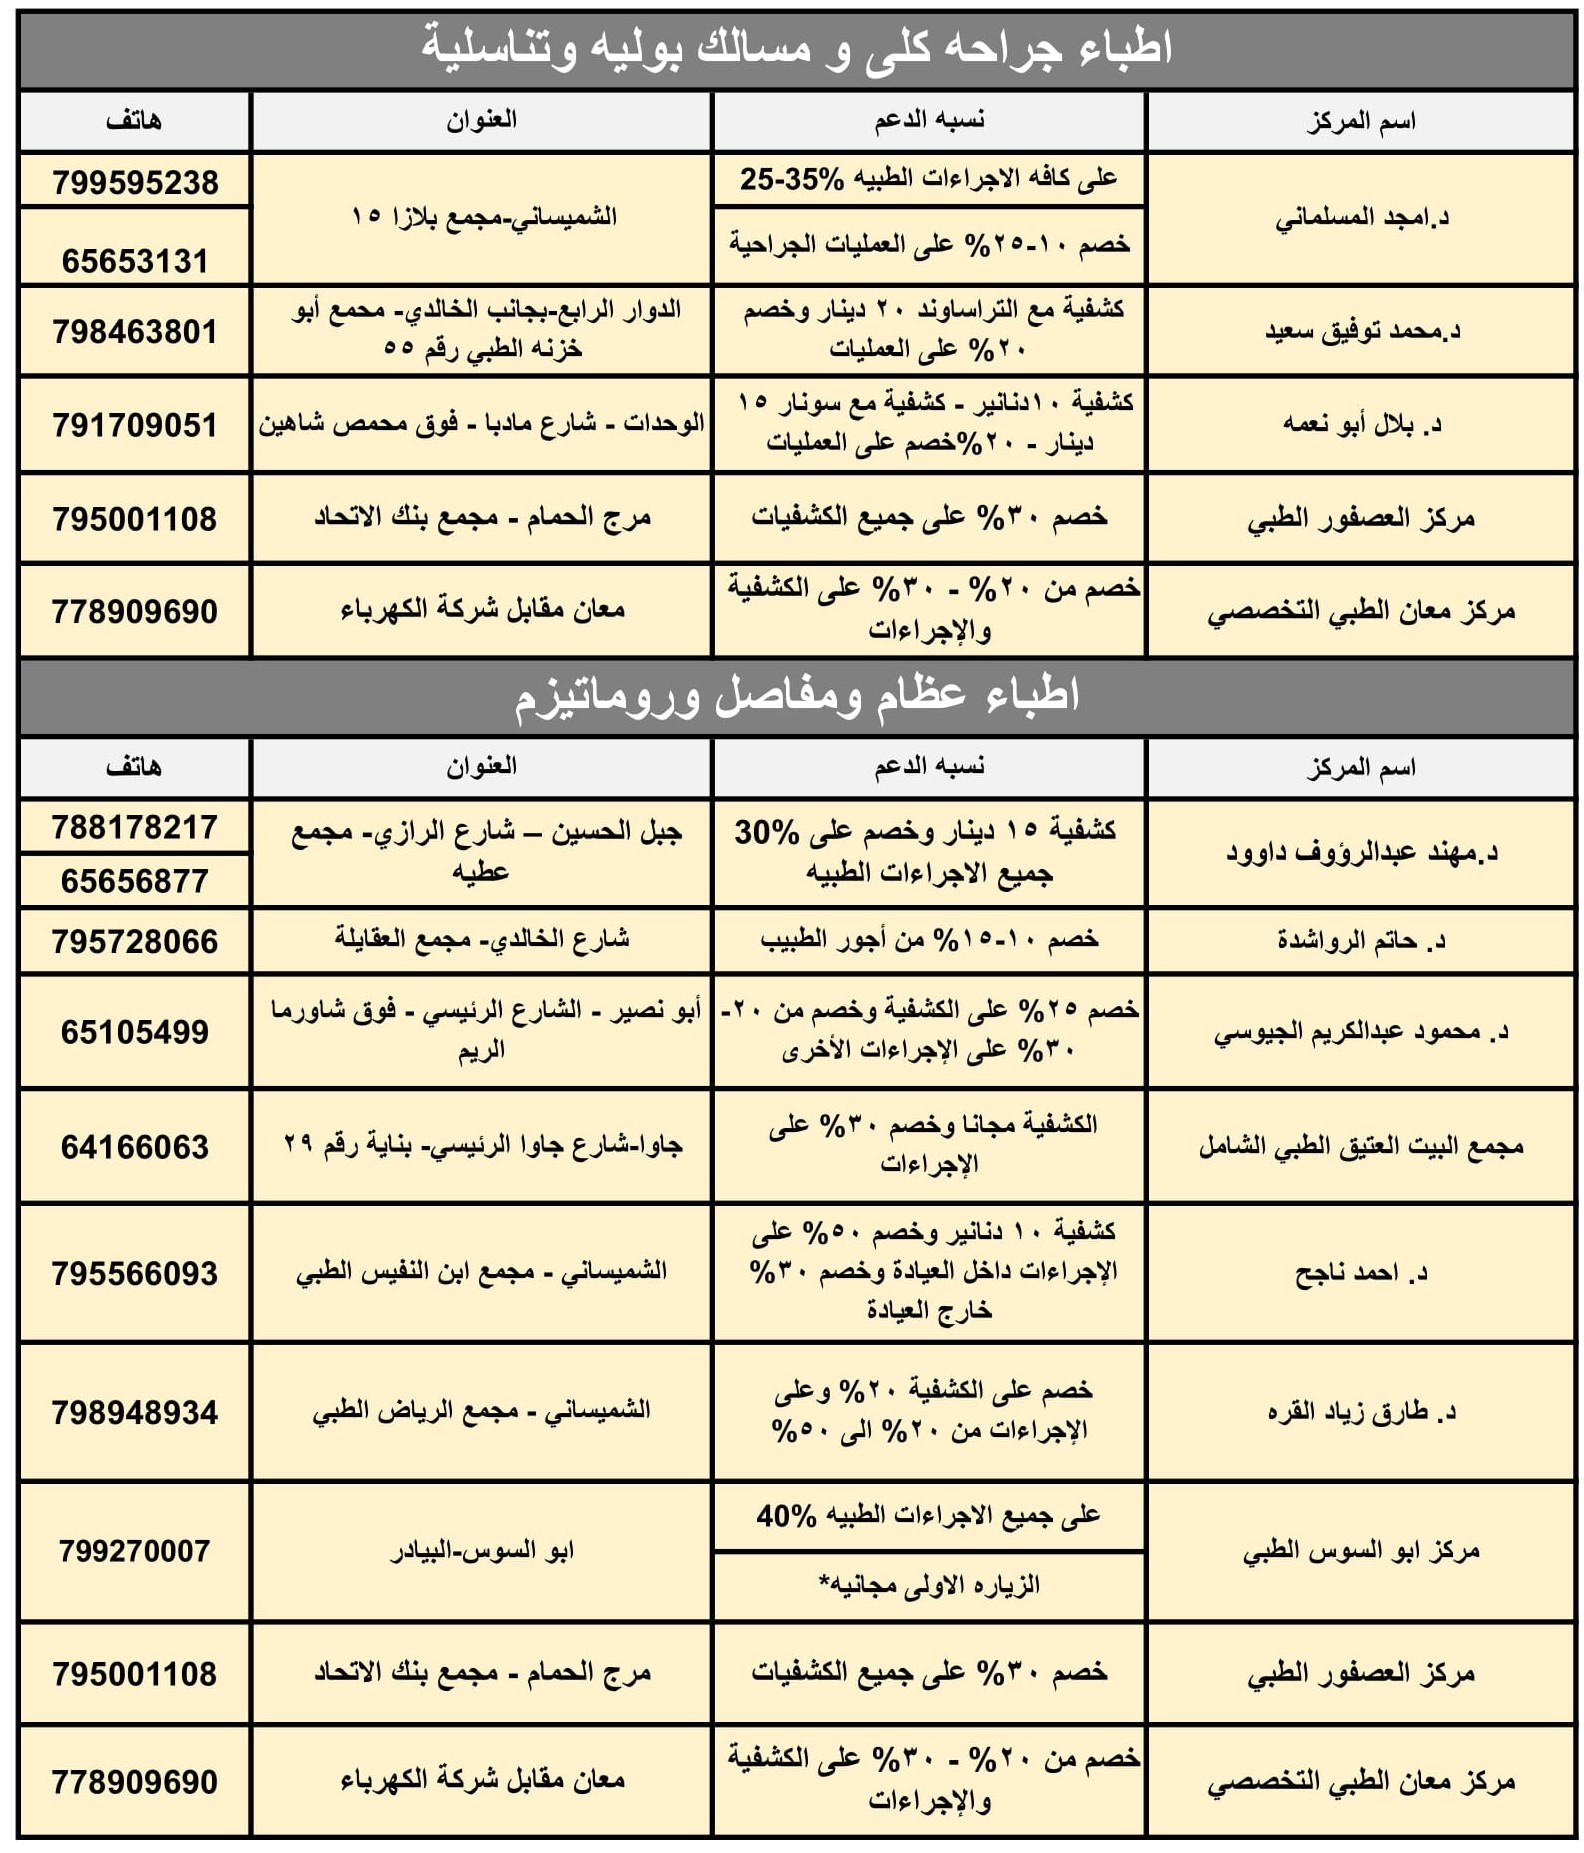 اطباء جراحه كلى و مسالك بوليه وتناسلية
اسم المركز
نسبه الدعم
العنوان
هاتف
د.امجد المسلماني
على كافه الاجراءات الطبيه %35-25
خصم ١٠-٢٥% على العمليات الجراحية
الشميساني-مجمع بلازا ١٥
799595238
65653131
د.محمد توفيق سعيد
كشفية مع التراساوند ٢٠ دينار وخصم
٢٠% على العمليات
الدوار الرابع-بجانب الخالدي- محمع أبو
خزنه الطبي رقم ٥٥
798463801
د. بلال أبو نعمه
كشفية ١٠دنانير - كشفية مع سونار ١٥
دينار - ٢٠%خصم على العمليات
الوحدات - شارع مادبا - فوق محمص شاهين
791709051
مركز العصفور الطبي
خصم ٣٠% على جميع الكشفيات
مرج الحمام - مجمع بنك الاتحاد
795001108
مركز معان الطبي التخصصي
خصم من ٢٠% - ٣٠% على الكشفية
والإجراءات
معان مقابل شركة الكهرباء
778909690
اطباء عظام ومفاصل وروماتيزم
اسم المركز
نسبه الدعم
العنوان
هاتف
د.مهند عبدالرؤوف داوود
كشفية ١٥ دينار وخصم على %30
جميع الاجراءات الطبيه
جبل الحسين – شارع الرازي- مجمع
عطيه
788178217
65656877
د. حاتم الرواشدة
خصم ١٠-١٥% من أجور الطبيب
شارع الخالدي- مجمع العقايلة
795728066
د. محمود عبدالكريم الجيوسي
خصم ٢٥% على الكشفية وخصم من ٢٠-
٣٠% على الإجراءات الأخرى
أبو نصير - الشارع الرئيسي - فوق شاورما
الريم
65105499
مجمع البيت العتيق الطبي الشامل
الكشفية مجانا وخصم ٣٠% على
الإجراءات
جاوا-شارع جاوا الرئيسي- بناية رقم ٢٩
64166063
د. احمد ناجح
كشفية ١٠ دنانير وخصم ٥٠% على
الإجراءات داخل العيادة وخصم ٣٠%
خارج العيادة
الشميساني - مجمع ابن النفيس الطبي
795566093
د. طارق زياد القره
خصم على الكشفية ٢٠% وعلى
الإجراءات من ٢٠% الى ٥٠%
الشميساني - مجمع الرياض الطبي
798948934
مركز ابو السوس الطبي
على جميع الاجراءات الطبيه %40
الزياره الاولى مجانيه*
ابو السوس-البيادر
799270007
مركز العصفور الطبي
خصم ٣٠% على جميع الكشفيات
مرج الحمام - مجمع بنك الاتحاد
795001108
مركز معان الطبي التخصصي
خصم من ٢٠% - ٣٠% على الكشفية
والإجراءات
معان مقابل شركة الكهرباء
778909690